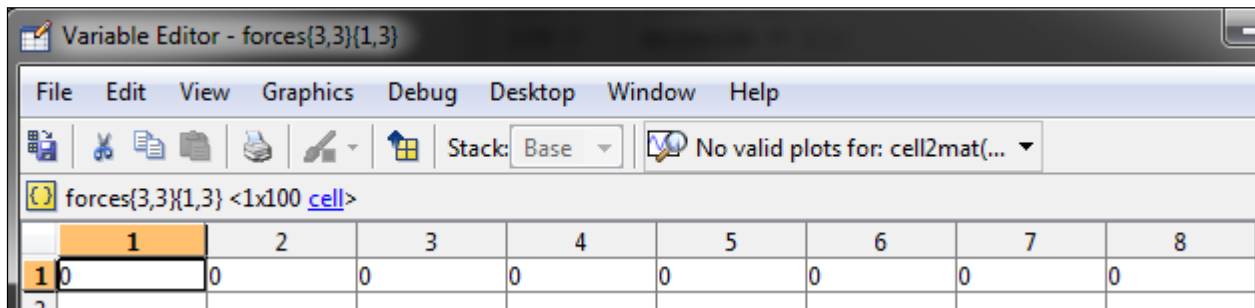 Variable Editor - forces{3,3}{1,3}
File Edit View Graphics Debug Desktop Window Help
Stack: Base No valid plots for: cell2mat(...
forces{3,3}{1,3} <1x100 cell>
1 2 3 4 5 6 7 8
1 0 0 0 0 0 0 0 0